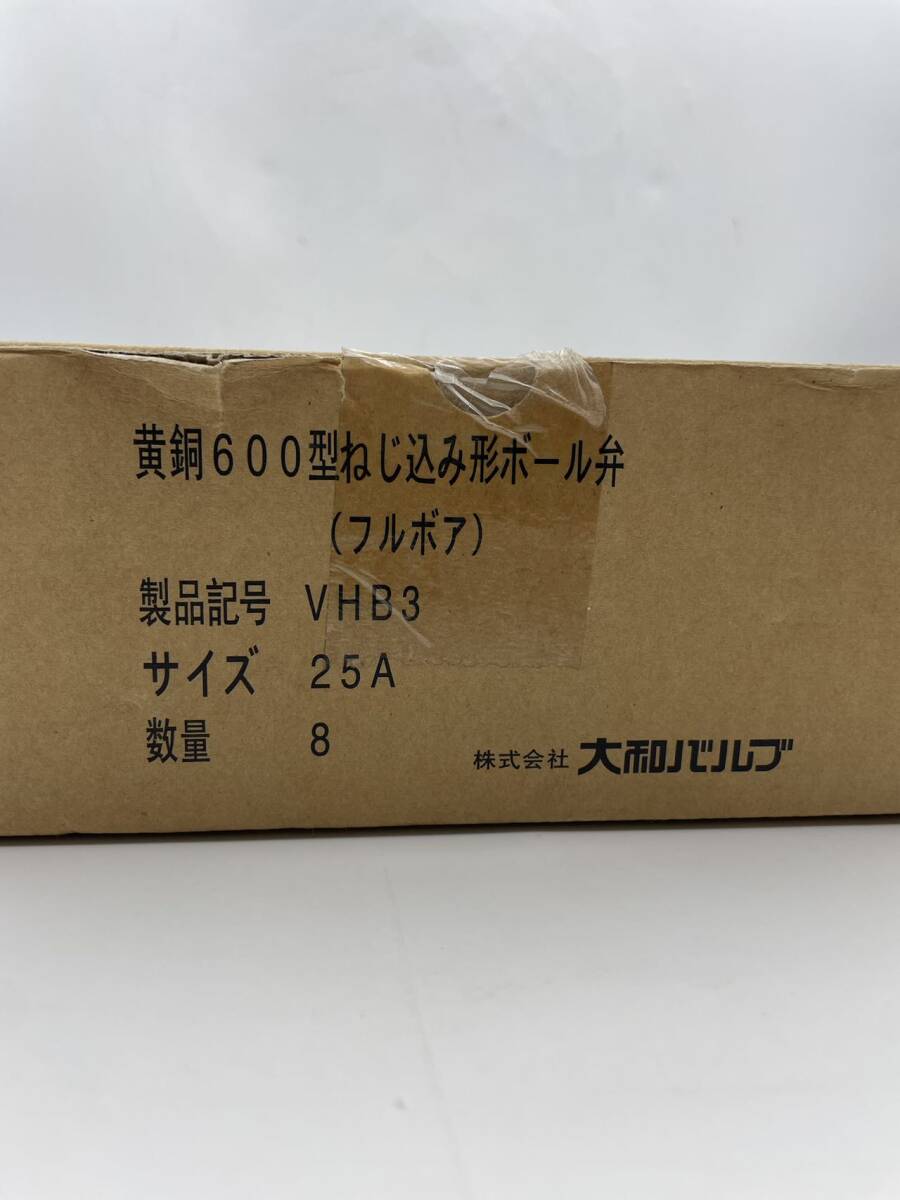 黄銅600型ねじ込み形ボール弁
(フルボア)
製品記号 VHB3
サイズ 25A
数量 8
株式会社 大和バルブ